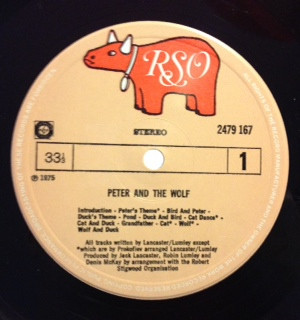 RSO
STEREO
2479 167
33⅓
1
℗ 1975
PETER AND THE WOLF
Introduction - Peter's Theme* - Bird And Peter -
Duck's Theme* - Pond - Duck And Bird - Cat Dance* -
Cat And Duck - Grandfather - Cat* - Wolf* -
Wolf And Duck
All tracks written by Lancaster/Lumley except
*which are by Prokofiev arranged Lancaster/Lumley
Produced by Jack Lancaster, Robin Lumley and
Denis McKay by arrangement with the Robert
Stigwood Organisation